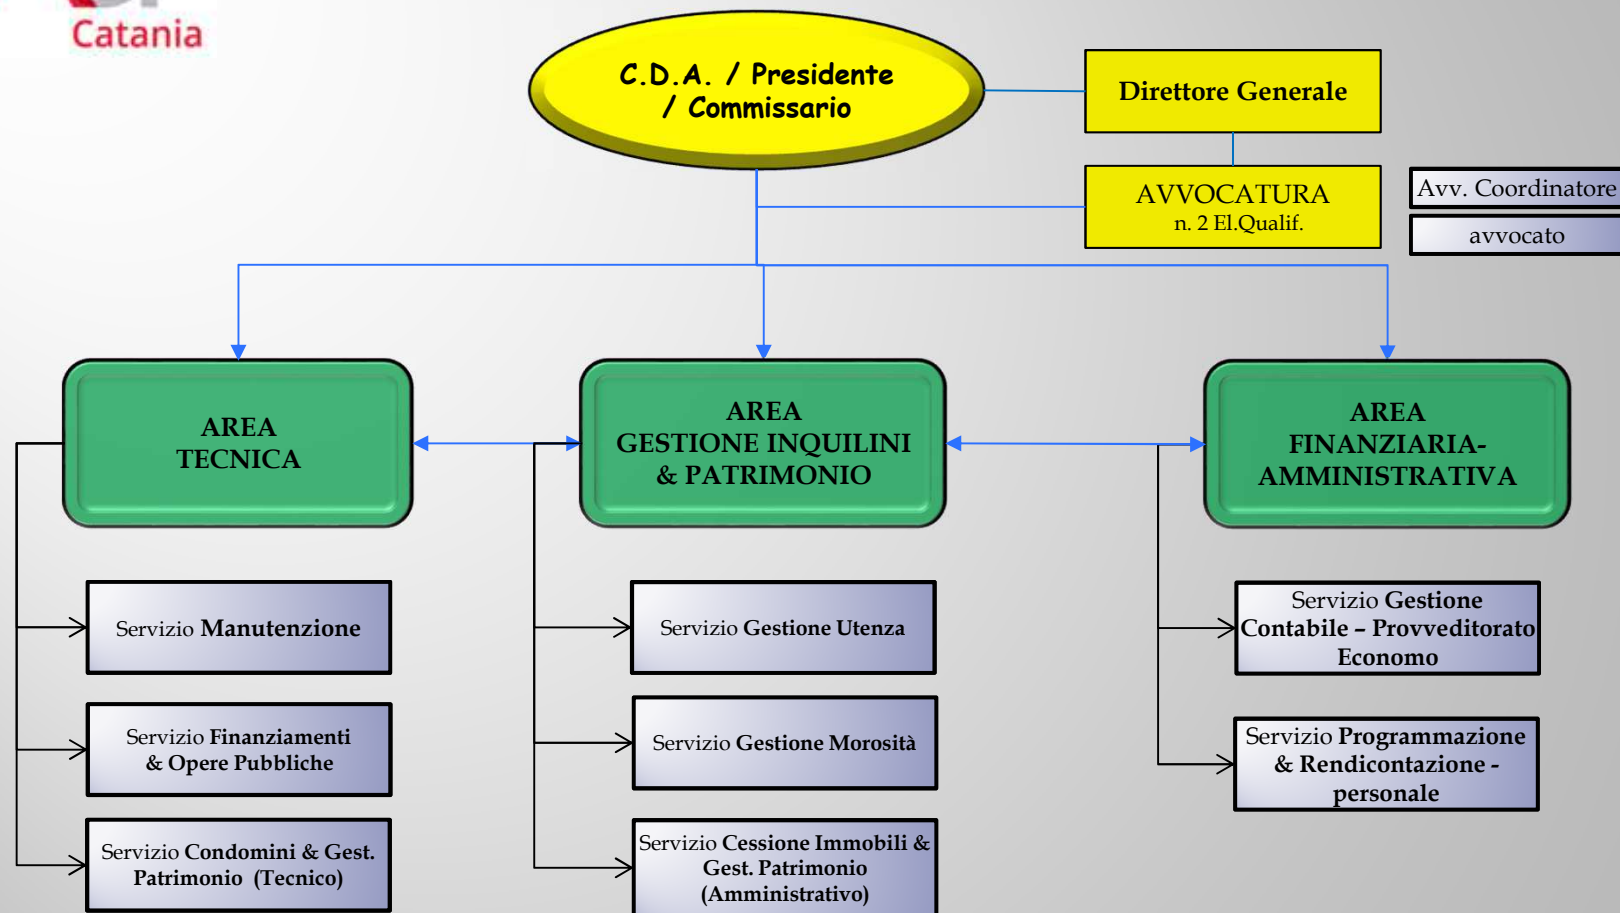 Catania
C.D.A. / Presidente
/ Commissario
Direttore Generale
AVVOCATURA
n. 2 El.Qualif.
Avv. Coordinatore
avvocato
AREA
TECNICA
AREA
GESTIONE INQUILINI
& PATRIMONIO
AREA
FINANZIARIA-
AMMINISTRATIVA
Servizio Manutenzione
Servizio Finanziamenti
& Opere Pubbliche
Servizio Condomini & Gest.
Patrimonio (Tecnico)
Servizio Gestione Utenza
Servizio Gestione Morosità
Servizio Cessione Immobili &
Gest. Patrimonio
(Amministrativo)
Servizio Gestione
Contabile – Provveditorato
Economo
Servizio Programmazione
& Rendicontazione -
personale